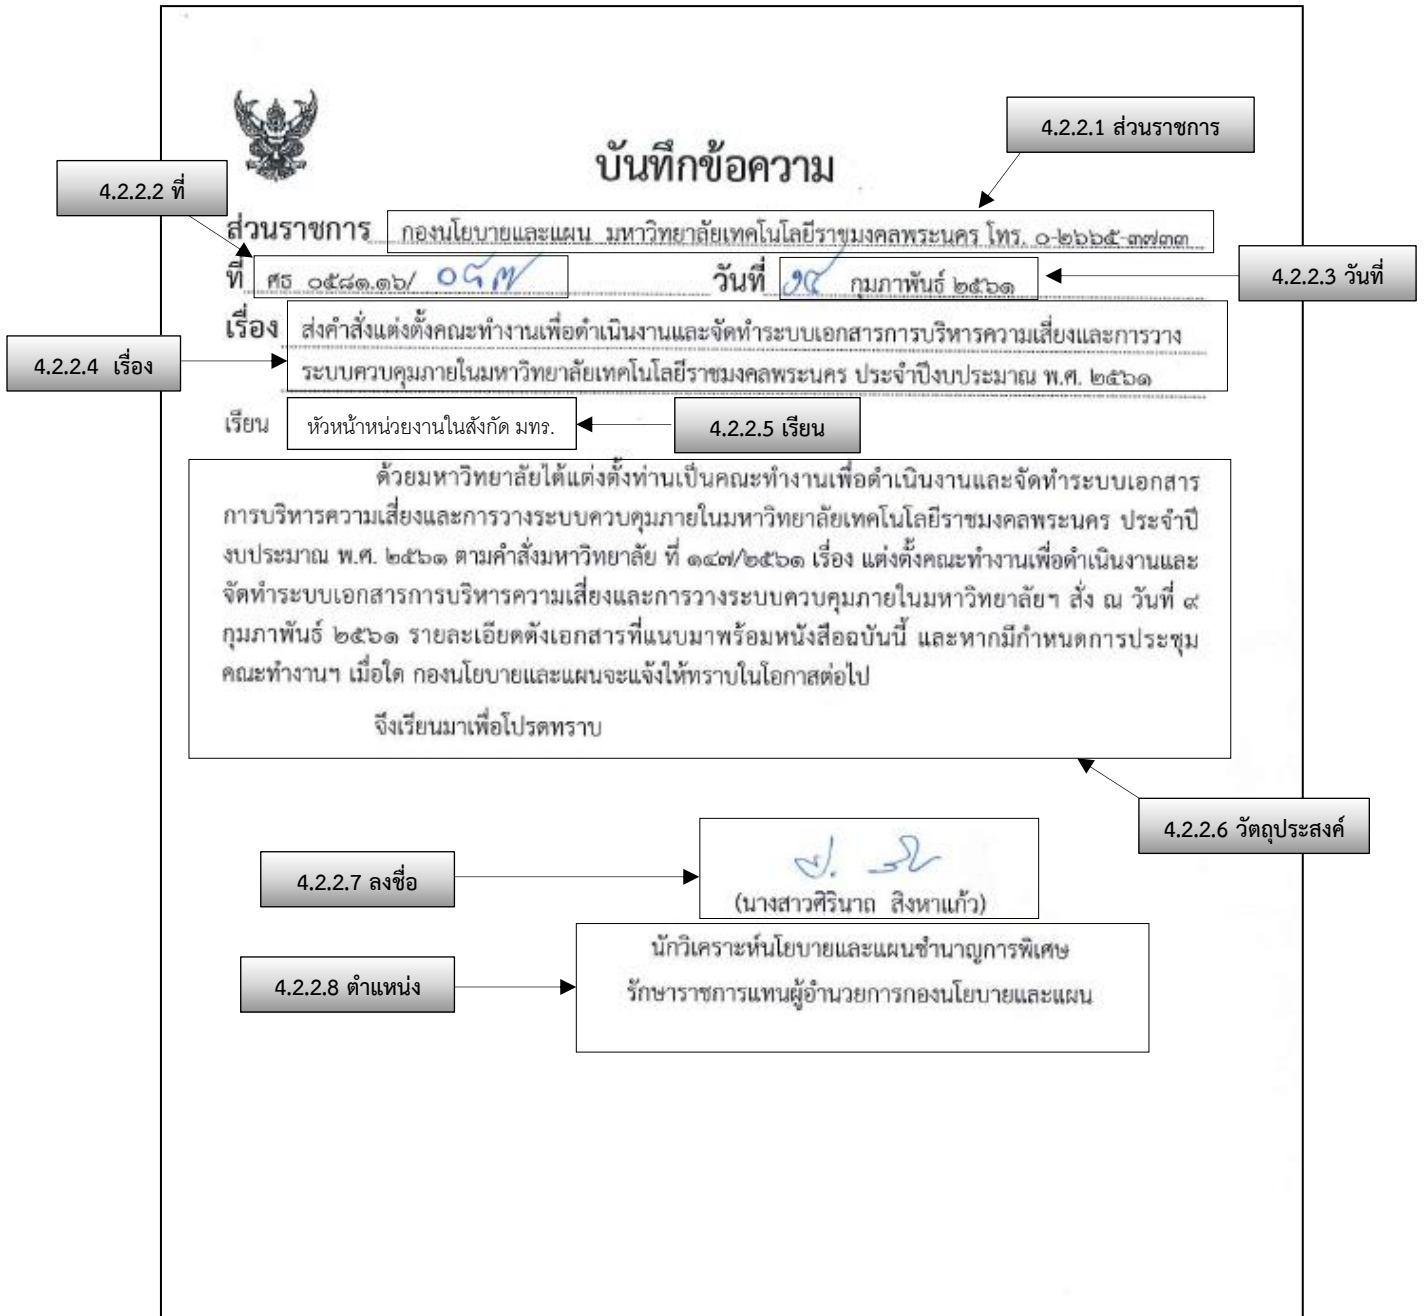 4.2.2.1 ส่วนราชการ
บันทึกข้อความ
4.2.2.2 ที่
ส่วนราชการ กองนโยบายและแผน มหาวิทยาลัยเทคโนโลยีราชมงคลพระนคร โทร. ๐-๒๖๖๕-๓๗๓๓
ที่ ศธ ๐๕๘๑.๑๖/ วันที่ กุมภาพันธ์ ๒๕๖๑
4.2.2.3 วันที่
เรื่อง ส่งคำสั่งแต่งตั้งคณะทำงานเพื่อดำเนินงานและจัดทำระบบเอกสารการบริหารความเสี่ยงและการวาง
4.2.2.4 เรื่อง
ระบบควบคุมภายในมหาวิทยาลัยเทคโนโลยีราชมงคลพระนคร ประจำปีงบประมาณ พ.ศ. ๒๕๖๑
เรียน หัวหน้าหน่วยงานในสังกัด มทร.
4.2.2.5 เรียน
ด้วยมหาวิทยาลัยได้แต่งตั้งท่านเป็นคณะทำงานเพื่อดำเนินงานและจัดทำระบบเอกสาร
การบริหารความเสี่ยงและการวางระบบควบคุมภายในมหาวิทยาลัยเทคโนโลยีราชมงคลพระนคร ประจำปี
งบประมาณ พ.ศ. ๒๕๖๑ ตามคำสั่งมหาวิทยาลัย ที่ ๑๔๗/๒๕๖๑ เรื่อง แต่งตั้งคณะทำงานเพื่อดำเนินงานและ
จัดทำระบบเอกสารการบริหารความเสี่ยงและการวางระบบควบคุมภายในมหาวิทยาลัยฯ สั่ง ณ วันที่ ๙
กุมภาพันธ์ ๒๕๖๑ รายละเอียดดังเอกสารที่แนบมาพร้อมหนังสือฉบับนี้ และหากมีกำหนดการประชุม
คณะทำงานฯ เมื่อใด กองนโยบายและแผนจะแจ้งให้ทราบในโอกาสต่อไป
จึงเรียนมาเพื่อโปรดทราบ
4.2.2.6 วัตถุประสงค์
4.2.2.7 ลงชื่อ
(นางสาวศิรินาถ สิงหาแก้ว)
นักวิเคราะห์นโยบายและแผนชำนาญการพิเศษ
4.2.2.8 ตำแหน่ง
รักษาราชการแทนผู้อำนวยการกองนโยบายและแผน